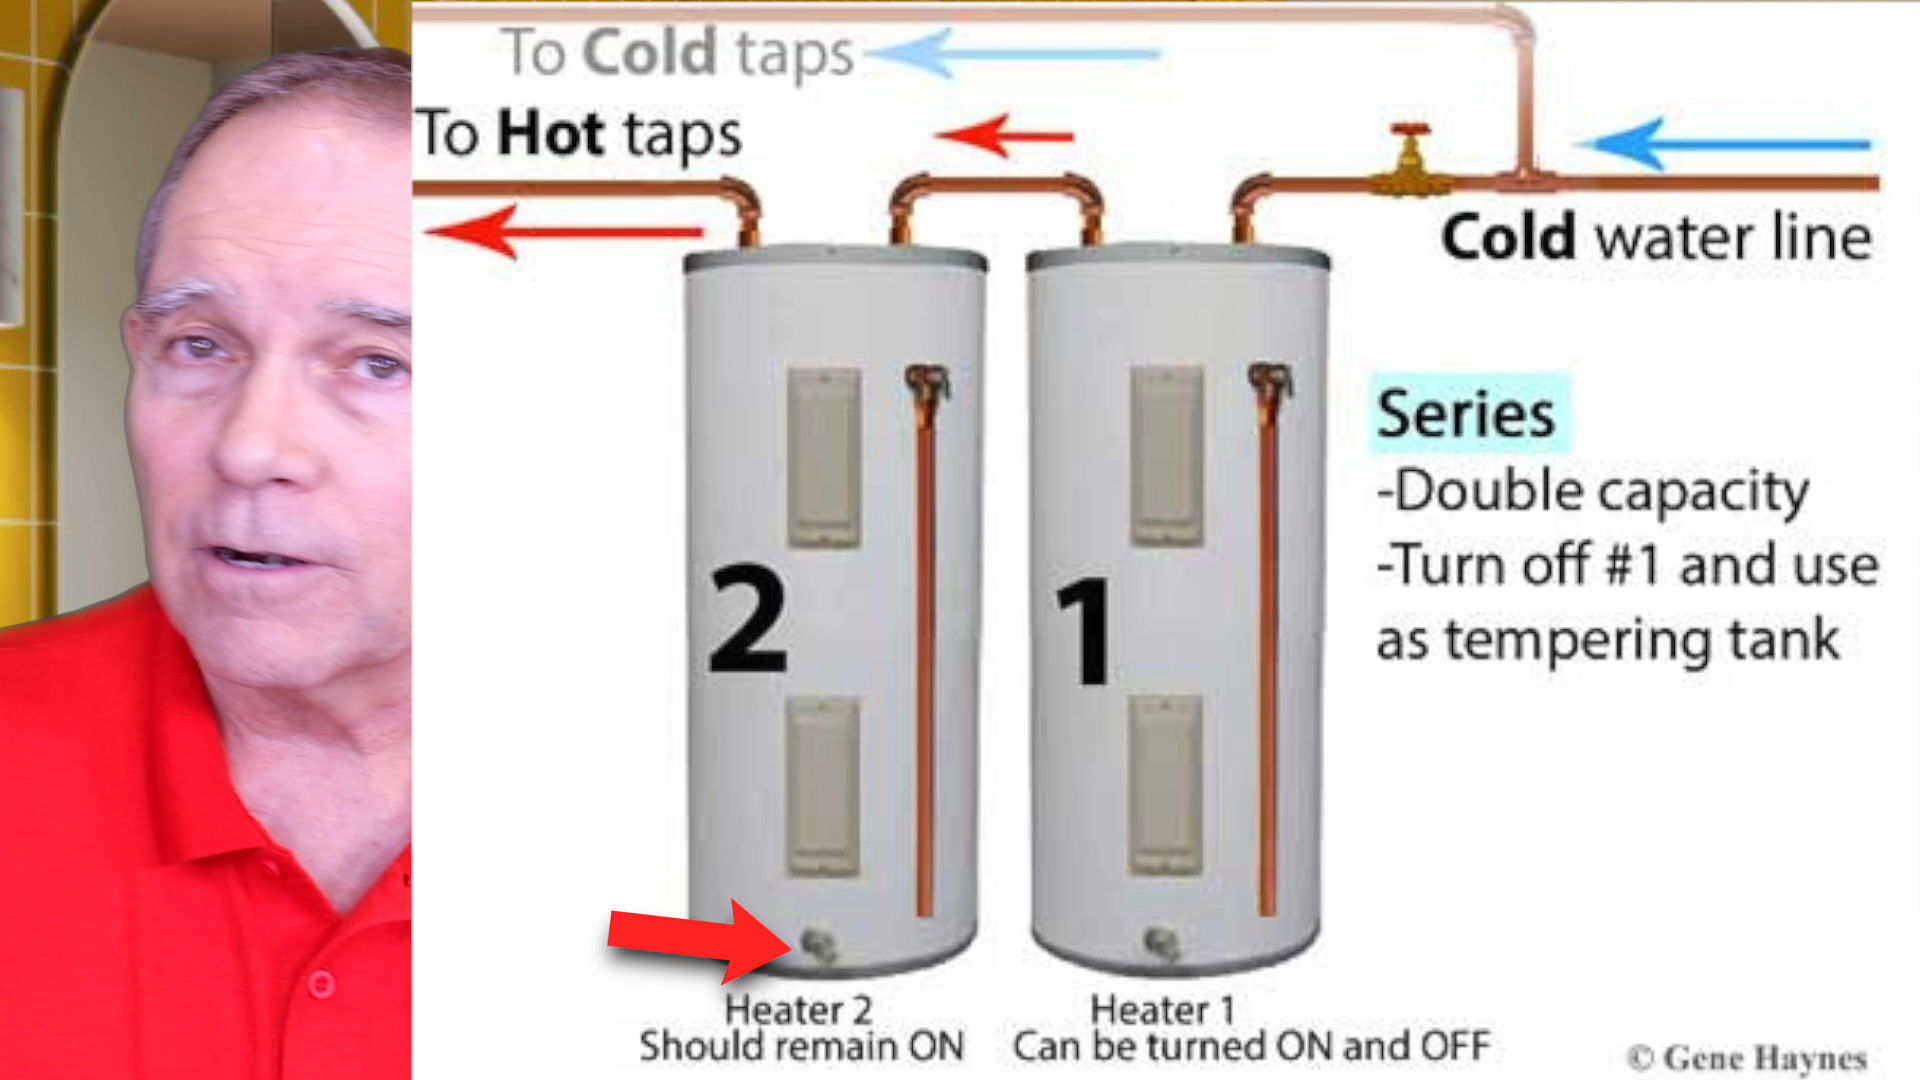 To Cold taps
To Hot taps
Cold water line
Series
-Double capacity
-Turn off #1 and use
as tempering tank
2
1
Heater 2
Should remain ON
Heater 1
Can be turned ON and OFF
© Gene Haynes